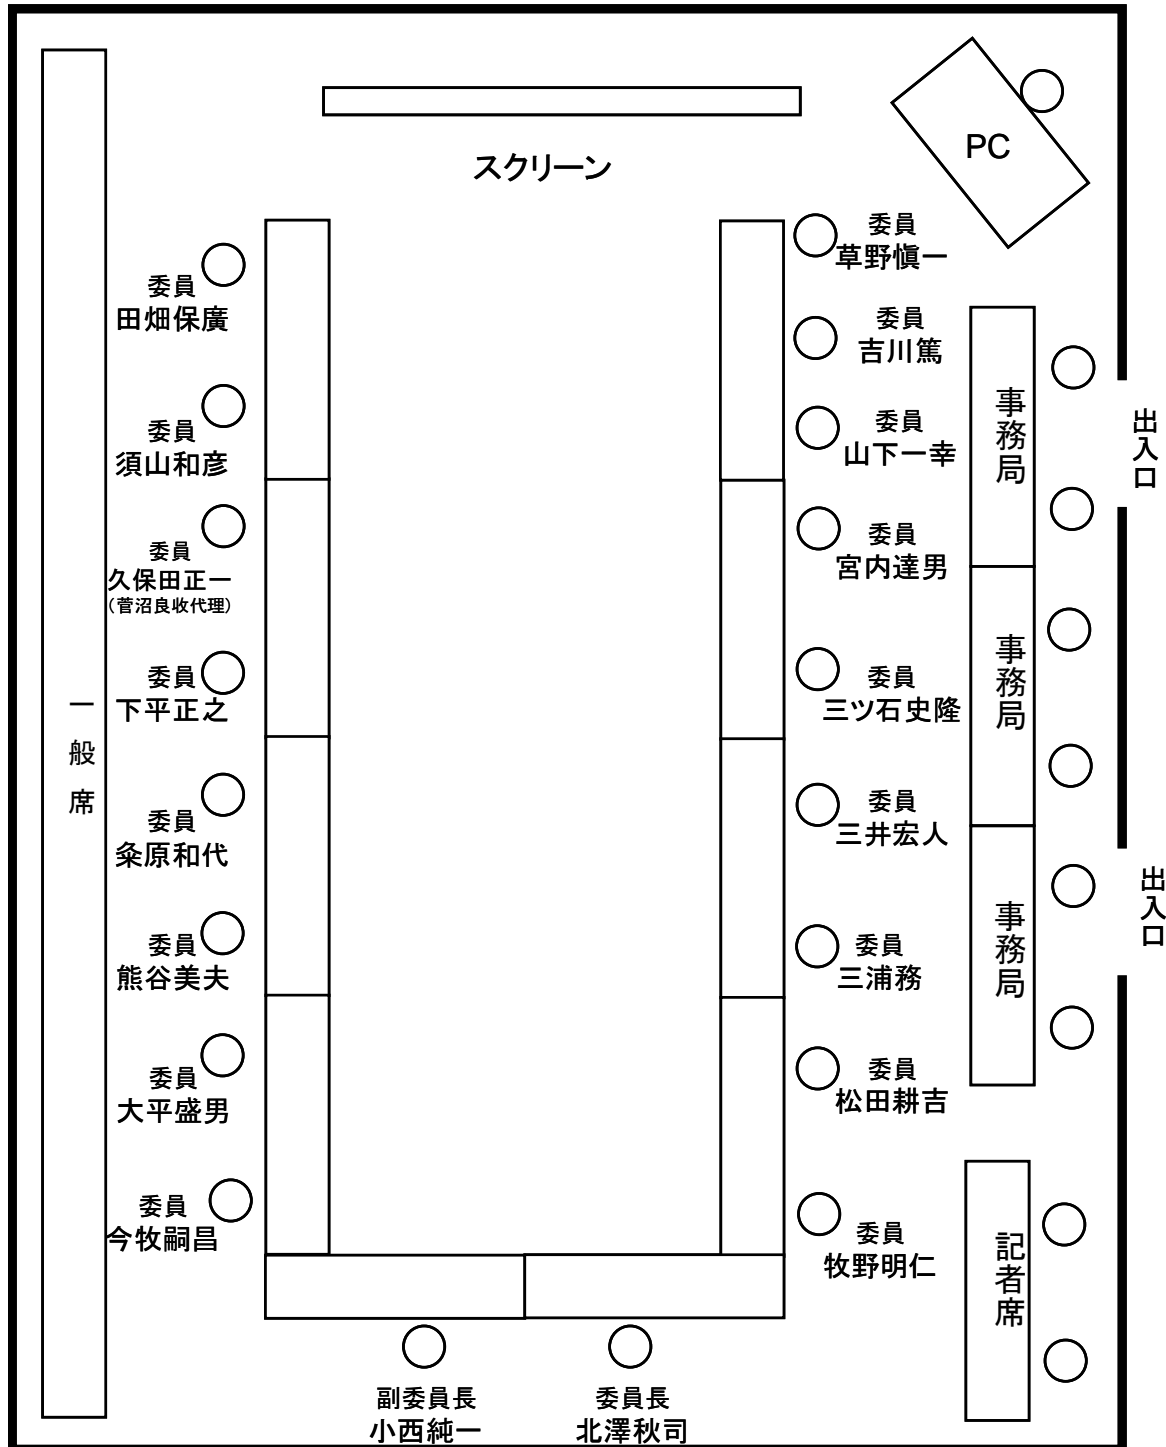 PC
スクリーン
委員
草野愼一
委員
田畑保廣
委員
吉川篤
出入口
委員
須山和彦
委員
山下一幸
事務局
委員
久保田正一
（菅沼良收代理）
委員
宮内達男
委員
下平正之
委員
三ツ石史隆
事務局
一般席
委員
粂原和代
委員
三井宏人
出入口
委員
熊谷美夫
委員
三浦務
事務局
委員
大平盛男
委員
松田耕吉
委員
今牧嗣昌
委員
牧野明仁
記者席
副委員長
小西純一
委員長
北澤秋司